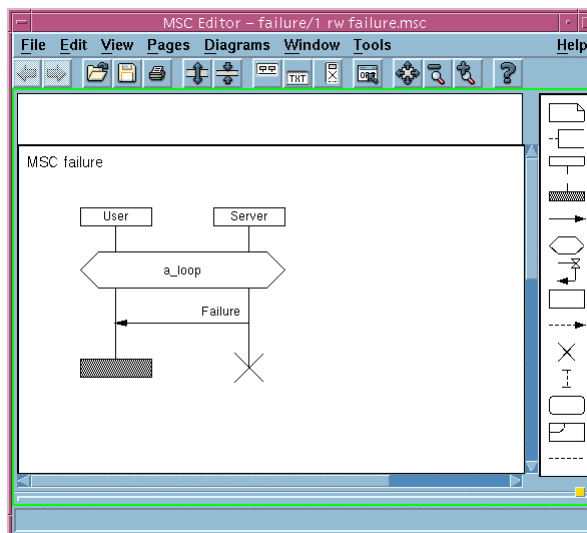 MSC Editor – failure/1 rw failure.msc
File Edit View Pages Diagrams Window Tools Help
TXT
MSC failure
User Server
a_loop
Failure